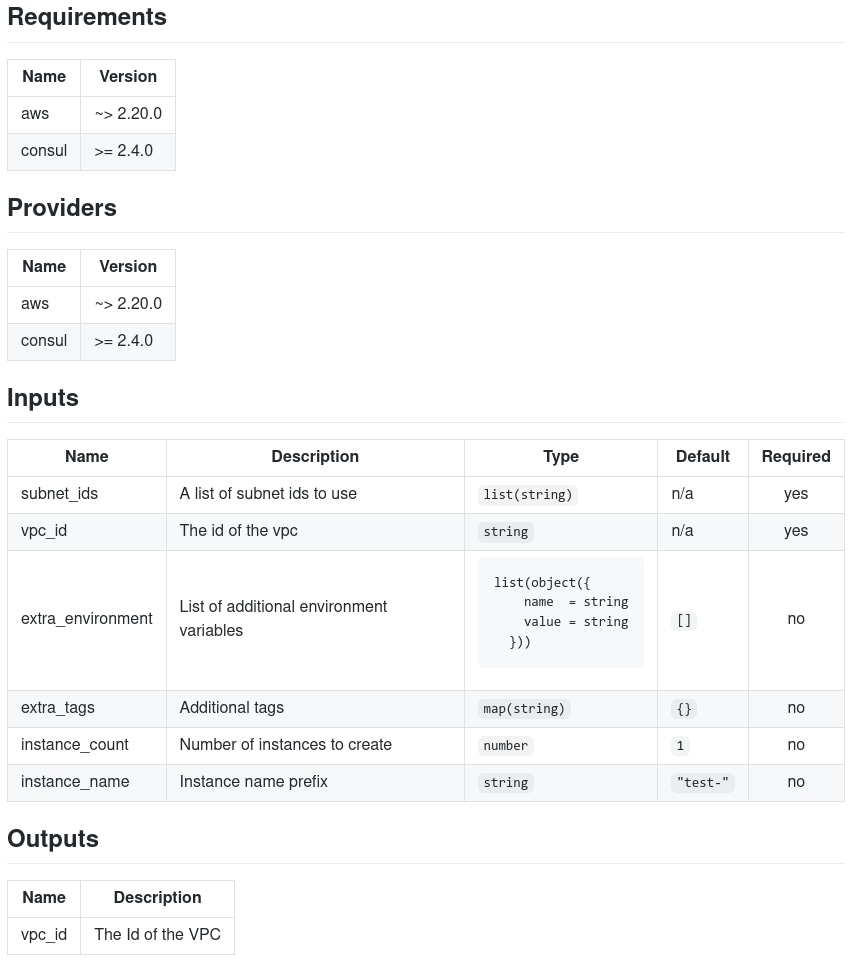 Requirements
Name Version
aws ~> 2.20.0
consul >= 2.4.0
Providers
Name Version
aws ~> 2.20.0
consul >= 2.4.0
Inputs
Name Description Type Default Required
subnet_ids A list of subnet ids to use list(string) n/a yes
vpc_id The id of the vpc string n/a yes
extra_environment List of additional environment variables list(object({
    name  = string
    value = string
  })) [] no
extra_tags Additional tags map(string) {} no
instance_count Number of instances to create number 1 no
instance_name Instance name prefix string "test-" no
Outputs
Name Description
vpc_id The Id of the VPC